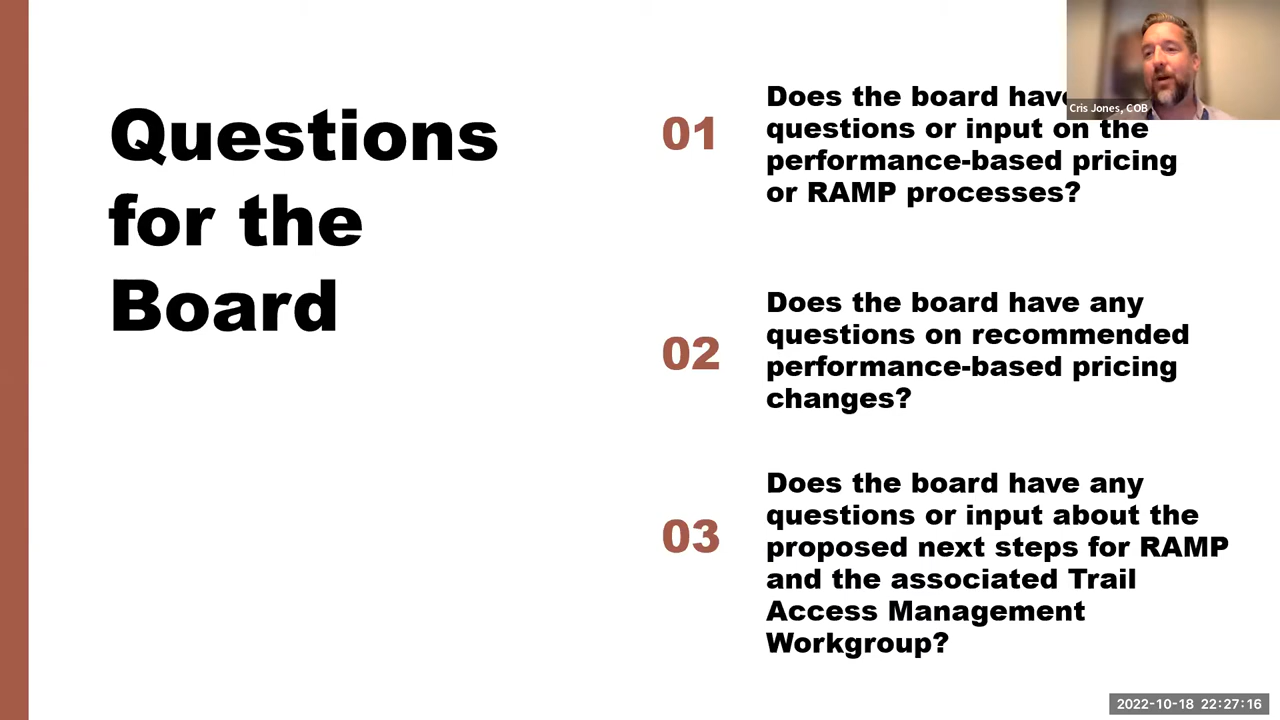 Questions
for the
Board
01
Does the board have
questions or input on the
performance-based pricing
or RAMP processes?
02
Does the board have any
questions on recommended
performance-based pricing
changes?
03
Does the board have any
questions or input about the
proposed next steps for RAMP
and the associated Trail
Access Management
Workgroup?
Cris Jones, COB
2022-10-18 22:27:16